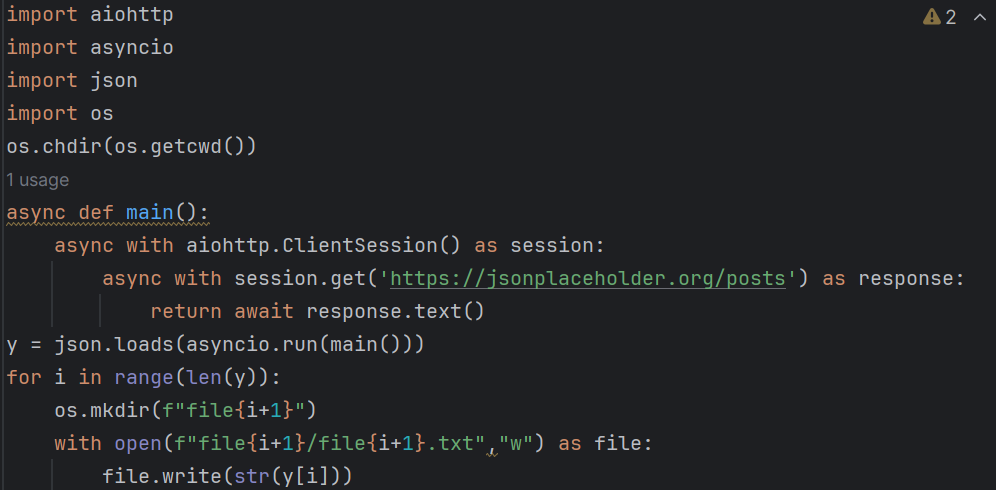 import aiohttp
2
import asyncio
import json
import os
os.chdir(os.getcwd())
1 usage
async def main():
    async with aiohttp.ClientSession() as session:
        async with session.get('https://jsonplaceholder.org/posts') as response:
            return await response.text()
y = json.loads(asyncio.run(main()))
for i in range(len(y)):
    os.mkdir(f"file{i+1}")
    with open(f"file{i+1}/file{i+1}.txt","w") as file:
        file.write(str(y[i]))